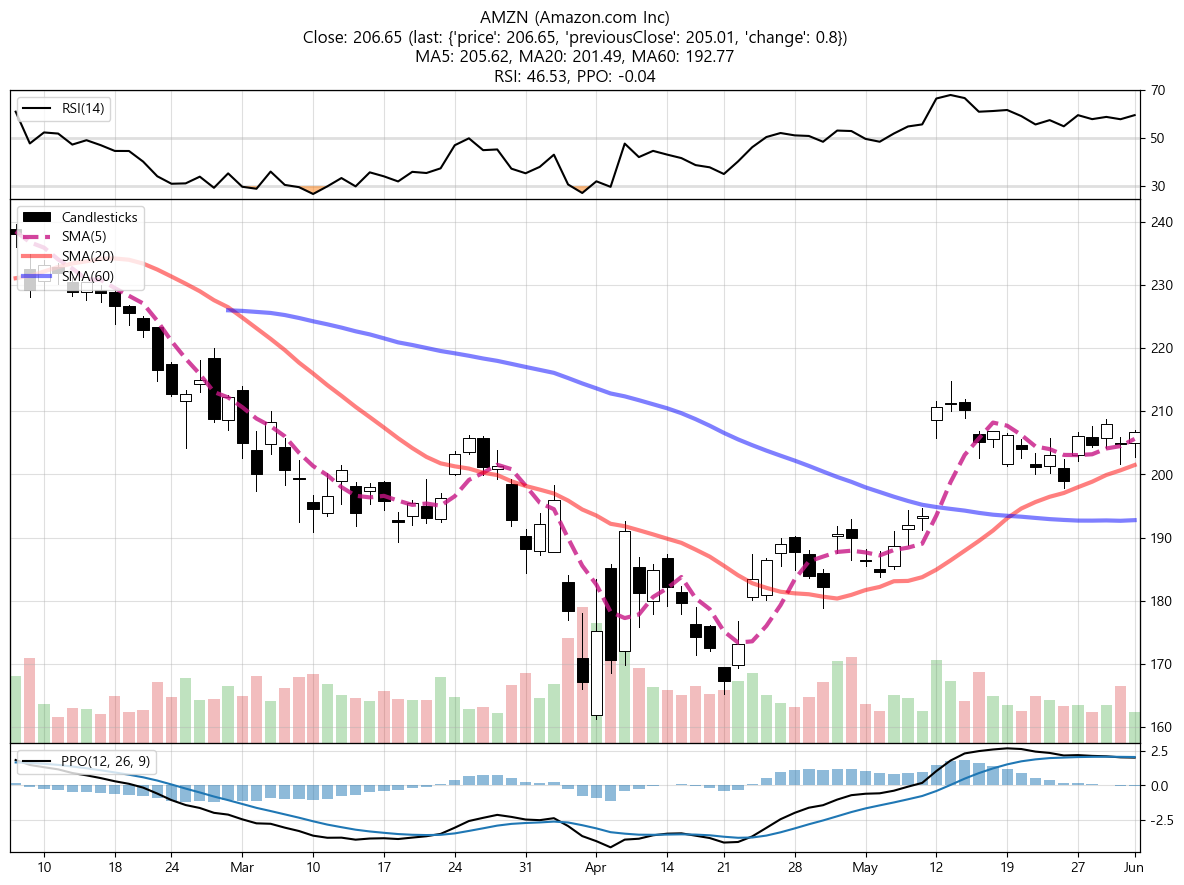 AMZN (Amazon.com Inc)
Close: 206.65 (last: {'price': 206.65, 'previousClose': 205.01, 'change': 0.8})
MA5: 205.62, MA20: 201.49, MA60: 192.77
RSI: 46.53, PPO: -0.04
RSI(14)
70
50
30
Candlesticks
SMA(5)
SMA(20)
SMA(60)
240
230
220
210
200
190
180
170
160
PPO(12, 26, 9)
2.5
0.0
−2.5
10 18 24 Mar 10 17 24 31 Apr 14 21 28 May 12 19 27 Jun